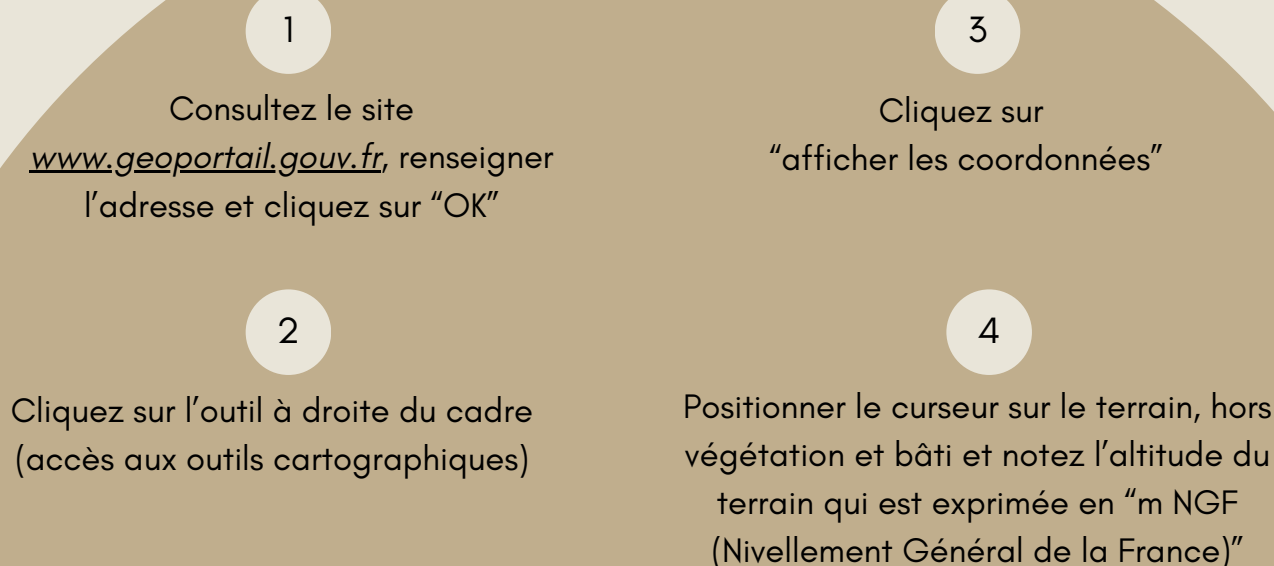 1
Consultez le site
www.geoportail.gouv.fr, renseigner
l’adresse et cliquez sur “OK”
2
Cliquez sur l’outil à droite du cadre
(accès aux outils cartographiques)
3
Cliquez sur
“afficher les coordonnées”
4
Positionner le curseur sur le terrain, hors
végétation et bâti et notez l’altitude du
terrain qui est exprimée en “m NGF
(Nivellement Général de la France)”